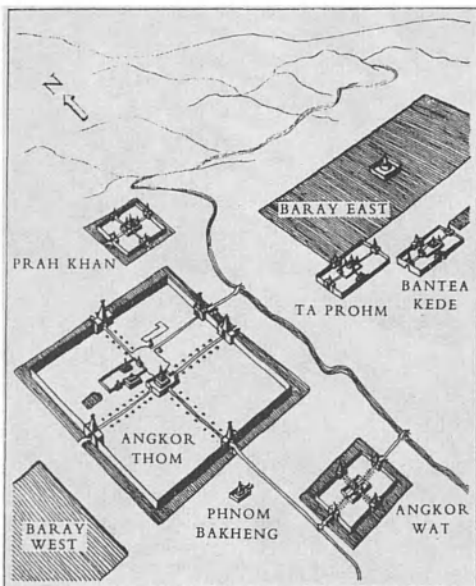 N
BARAY EAST
PRAH KHAN
TA PROHM
BANTEA
KEDE
ANGKOR
THOM
PHNOM
BAKHENG
ANGKOR
WAT
BARAY
WEST